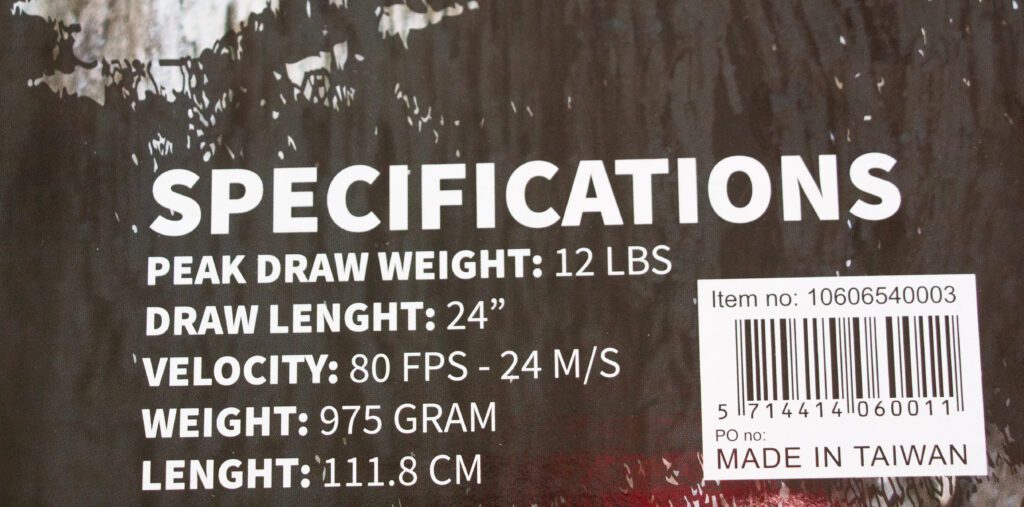 SPECIFICATIONS
PEAK DRAW WEIGHT: 12 LBS
DRAW LENGHT: 24”
VELOCITY: 80 FPS - 24 M/S
WEIGHT: 975 GRAM
LENGHT: 111.8 CM
Item no: 10606540003
5 714414 060011
PO no:
MADE IN TAIWAN